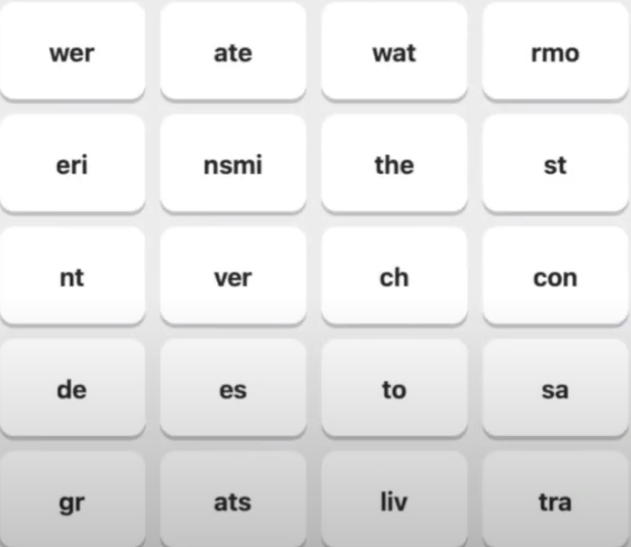 wer ate wat rmo
eri nsmi the st
nt ver ch con
de es to sa
gr ats liv tra